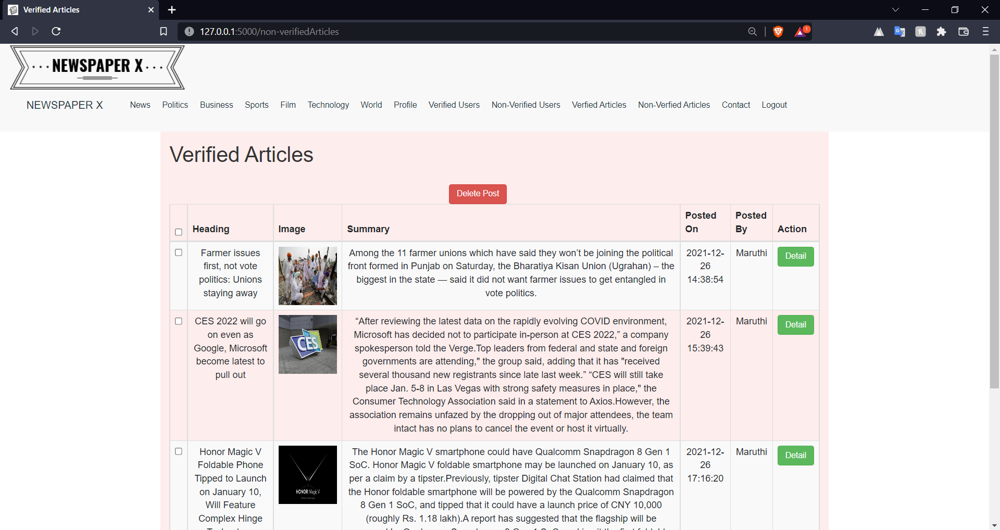 Verified Articles
127.0.0.1:5000/non-verifiedArticles
1
NEWSPAPER X
NEWSPAPER X News Politics Business Sports Film Technology World Profile Verified Users Non-Verified Users Verfied Articles Non-Verfied Articles Contact Logout
Verified Articles
Delete Post
Heading Image Summary Posted On Posted By Action
Farmer issues
first, not vote
politics: Unions
staying away
Among the 11 farmer unions which have said they won’t be joining the political
front formed in Punjab on Saturday, the Bharatiya Kisan Union (Ugrahan) – the
biggest in the state — said it did not want farmer issues to get entangled in
vote politics.
2021-12-
26
14:38:54
Maruthi
Detail
CES 2022 will go
on even as
Google, Microsoft
become latest to
pull out
CES
“After reviewing the latest data on the rapidly evolving COVID environment,
Microsoft has decided not to participate in-person at CES 2022,” a company
spokesperson told the Verge.Top leaders from federal and state and foreign
governments are attending," the group said, adding that it has "received
several thousand new registrants since late last week.” “CES will still take
place Jan. 5-8 in Las Vegas with strong safety measures in place," the
Consumer Technology Association said in a statement to Axios.However, the
association remains unfazed by the dropping out of major attendees, the team
intact has no plans to cancel the event or host it virtually.
2021-12-
26
15:39:43
Maruthi
Detail
Honor Magic V
Foldable Phone
Tipped to Launch
on January 10,
Will Feature
Complex Hinge
HONOR Magic V
The Honor Magic V smartphone could have Qualcomm Snapdragon 8 Gen 1
SoC. Honor Magic V foldable smartphone may be launched on January 10, as
per a claim by a tipster.Previously, tipster Digital Chat Station had claimed that
the Honor foldable smartphone will be powered by the Qualcomm Snapdragon
8 Gen 1 SoC, and tipped that it could have a launch price of CNY 10,000
(roughly Rs. 1.18 lakh).A report has suggested that the flagship will be
2021-12-
26
17:16:20
Maruthi
Detail